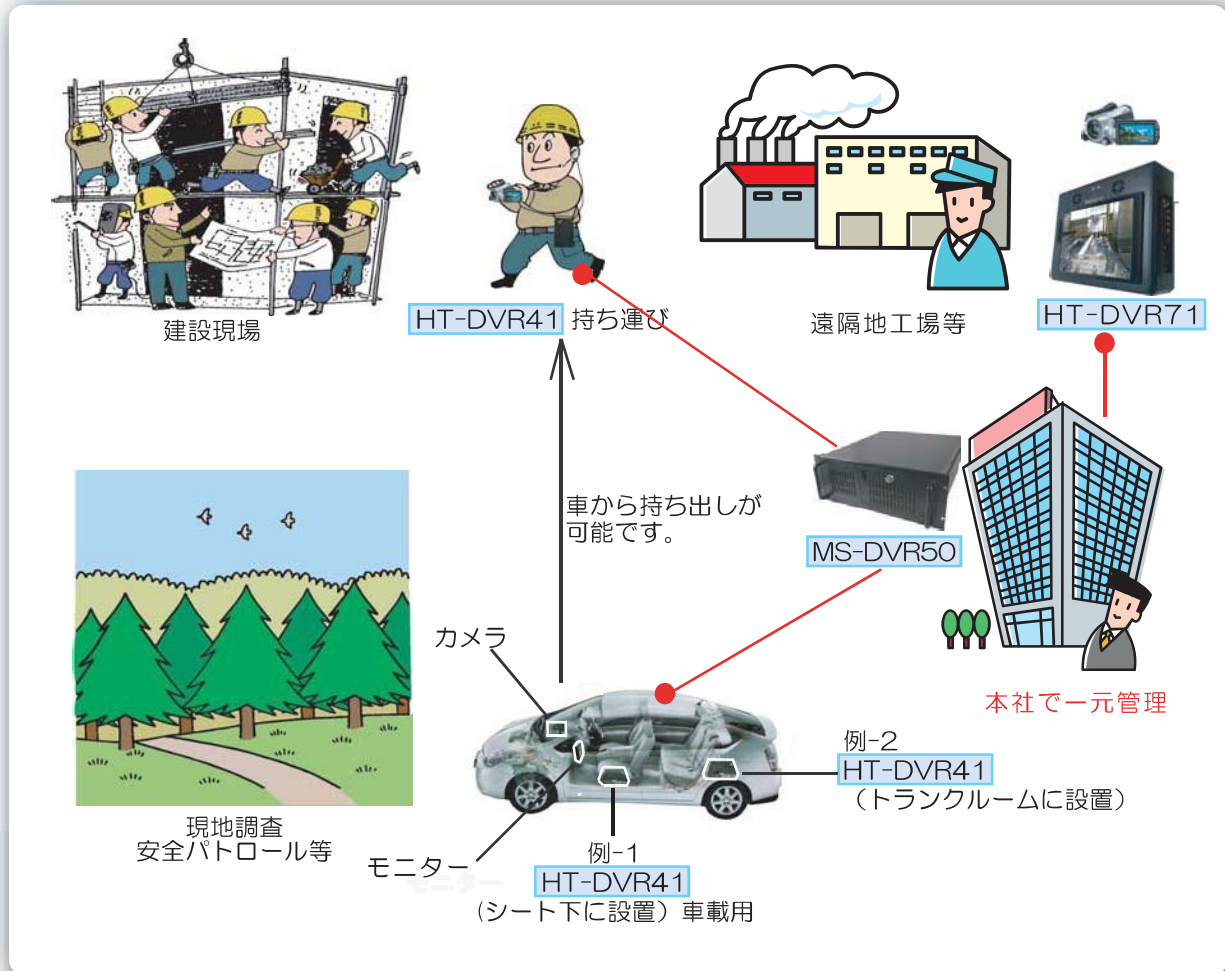 建設現場
HT-DVR41 持ち運び
遠隔地工場等
HT-DVR71
車から持ち出しが
可能です。
MS-DVR50
カメラ
本社で一元管理
例-2
HT-DVR41
（トランクルームに設置）
現地調査
安全パトロール等
モニター
モニター
例-1
HT-DVR41
（シート下に設置）車載用